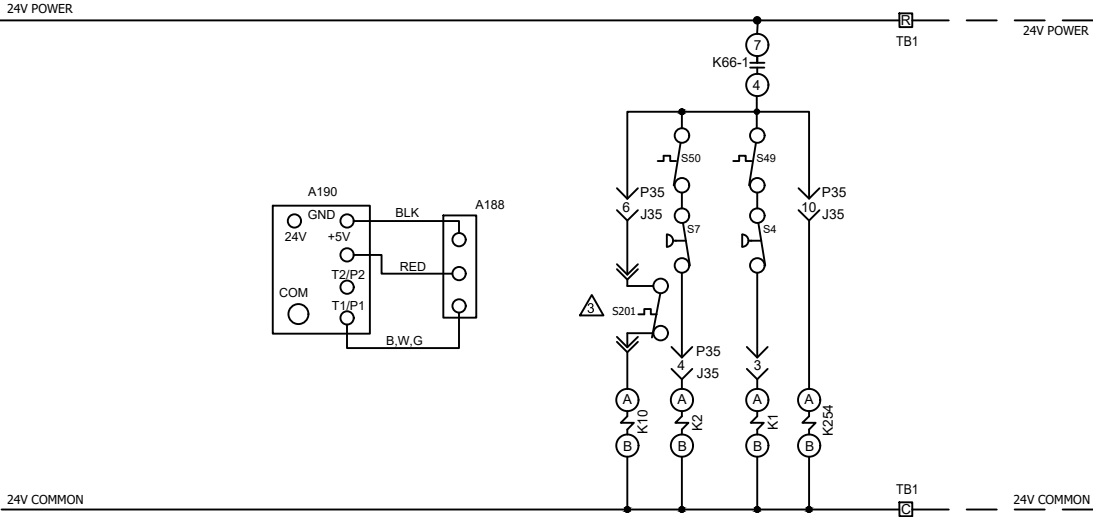 24V POWER
R
TB1
24V POWER
7
K66-1
4
S50
S49
P35
6
J35
P35
10
J35
S7
S4
A190
GND
24V
+5V
T2/P2
COM
T1/P1
BLK
RED
B,W,G
A188
3
S201
P35
4
J35
3
A
A
A
A
K10
K2
K1
K254
B
B
B
B
24V COMMON
TB1
C
24V COMMON